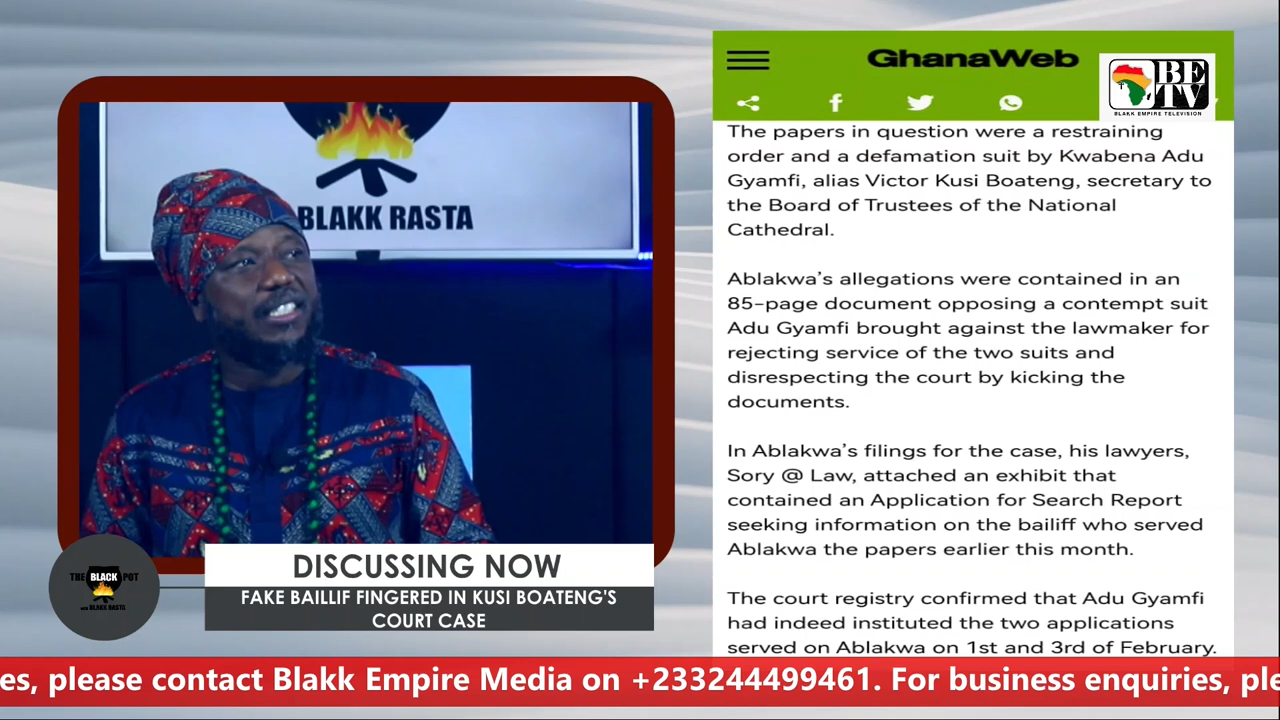 BLAKK RASTA
THE BLACK POT
WITH BLAKK RASTA
DISCUSSING NOW
FAKE BAILLIF FINGERED IN KUSI BOATENG'S
COURT CASE
GhanaWeb
BE
TV
BLAKK EMPIRE TELEVISION
The papers in question were a restraining
order and a defamation suit by Kwabena Adu
Gyamfi, alias Victor Kusi Boateng, secretary to
the Board of Trustees of the National
Cathedral.
Ablakwa’s allegations were contained in an
85-page document opposing a contempt suit
Adu Gyamfi brought against the lawmaker for
rejecting service of the two suits and
disrespecting the court by kicking the
documents.
In Ablakwa’s filings for the case, his lawyers,
Sory @ Law, attached an exhibit that
contained an Application for Search Report
seeking information on the bailiff who served
Ablakwa the papers earlier this month.
The court registry confirmed that Adu Gyamfi
had indeed instituted the two applications
served on Ablakwa on 1st and 3rd of February.
es, please contact Blakk Empire Media on +233244499461. For business enquiries, ple